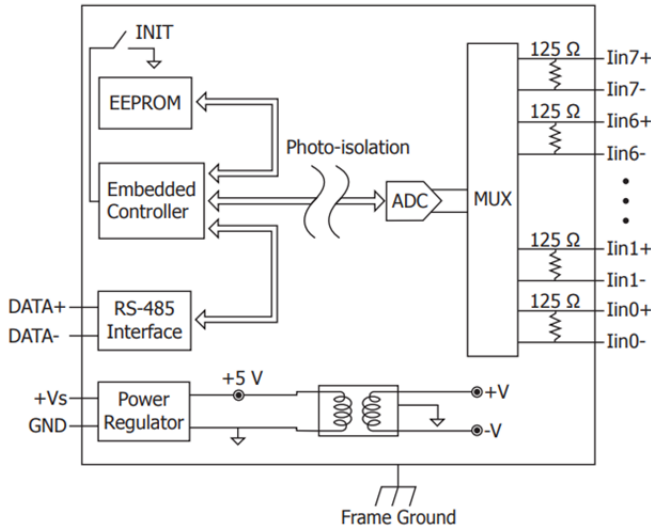 INIT
EEPROM
Embedded
Controller
Photo-isolation
ADC
MUX
125 Ω
Iin7+
Iin7-
125 Ω
Iin6+
Iin6-
125 Ω
Iin1+
Iin1-
125 Ω
Iin0+
Iin0-
DATA+
DATA-
RS-485
Interface
+Vs
GND
Power
Regulator
+5 V
+V
-V
Frame Ground